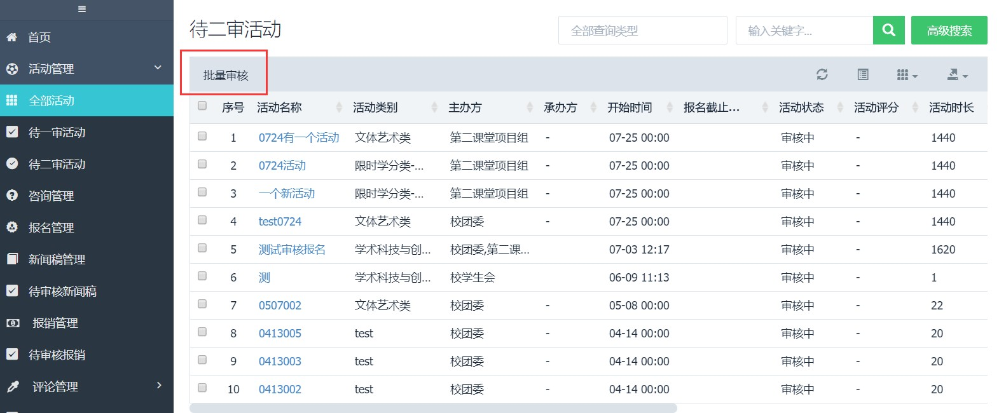 首页
活动管理
全部活动
待一审活动
待二审活动
咨询管理
报名管理
新闻稿管理
待审核新闻稿
报销管理
待审核报销
评论管理
待二审活动
全部查询类型
输入关键字...
高级搜索
批量审核
序号 活动名称 活动类别 主办方 承办方 开始时间 报名截止... 活动状态 活动评分 活动时长
1 0724有一个活动 文体艺术类 第二课堂项目组 - 07-25 00:00 审核中 - 1440
2 0724活动 限时学分类-... 第二课堂项目组 - 07-25 00:00 审核中 - 1440
3 一个新活动 限时学分类-... 第二课堂项目组 - 07-25 00:00 审核中 - 1440
4 test0724 文体艺术类 校团委 - 07-25 00:00 审核中 - 1440
5 测试审核报名 学术科技与创... 校团委,第二课... 07-03 12:17 审核中 - 1620
6 测 学术科技与创... 校学生会 06-09 11:13 审核中 - 1
7 0507002 文体艺术类 校团委 - 05-08 00:00 审核中 - 22
8 0413005 test 校团委 - 04-14 00:00 审核中 - 20
9 0413003 test 校团委 - 04-14 00:00 审核中 - 20
10 0413002 test 校团委 - 04-14 00:00 审核中 - 20